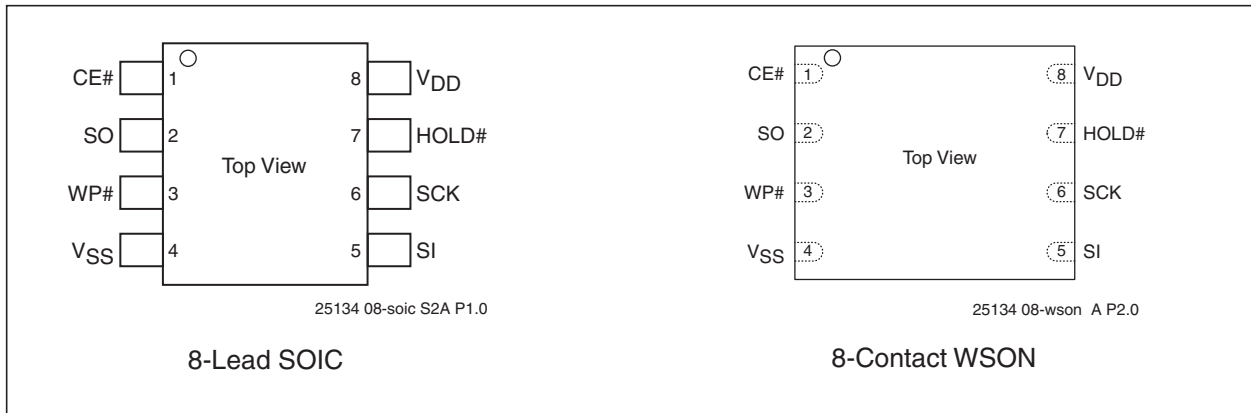 CE# 1 8 VDD
SO 2 7 HOLD#
Top View
WP# 3 6 SCK
VSS 4 5 SI
25134 08-soic S2A P1.0
8-Lead SOIC
CE# 1 8 VDD
SO 2 7 HOLD#
Top View
WP# 3 6 SCK
VSS 4 5 SI
25134 08-wson A P2.0
8-Contact WSON